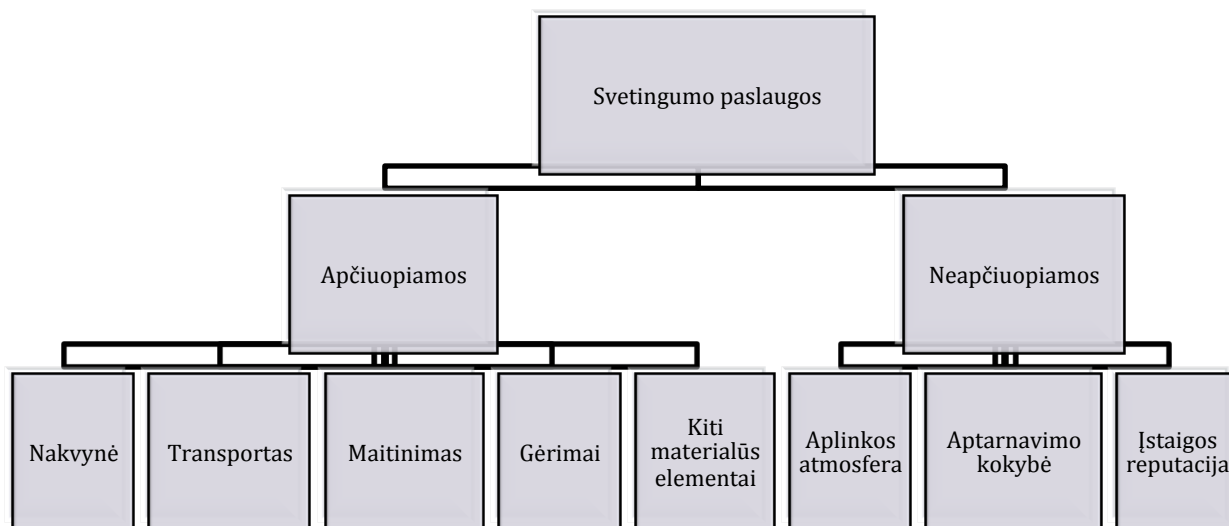 Svetingumo paslaugos
Apčiuopiamos
Neapčiuopiamos
Nakvynė
Transportas
Maitinimas
Gėrimai
Kiti
materialūs
elementai
Aplinkos
atmosfera
Aptarnavimo
kokybė
Įstaigos
reputacija